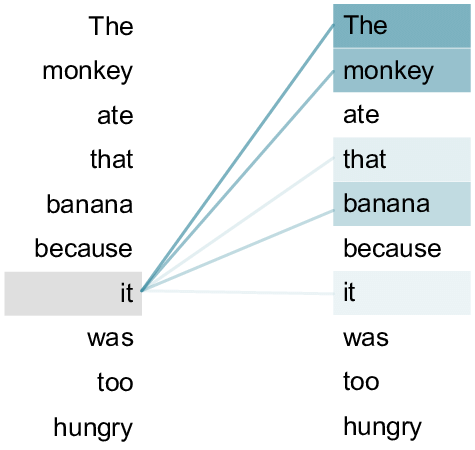 The The
monkey monkey
ate ate
that that
banana banana
because because
it it
was was
too too
hungry hungry